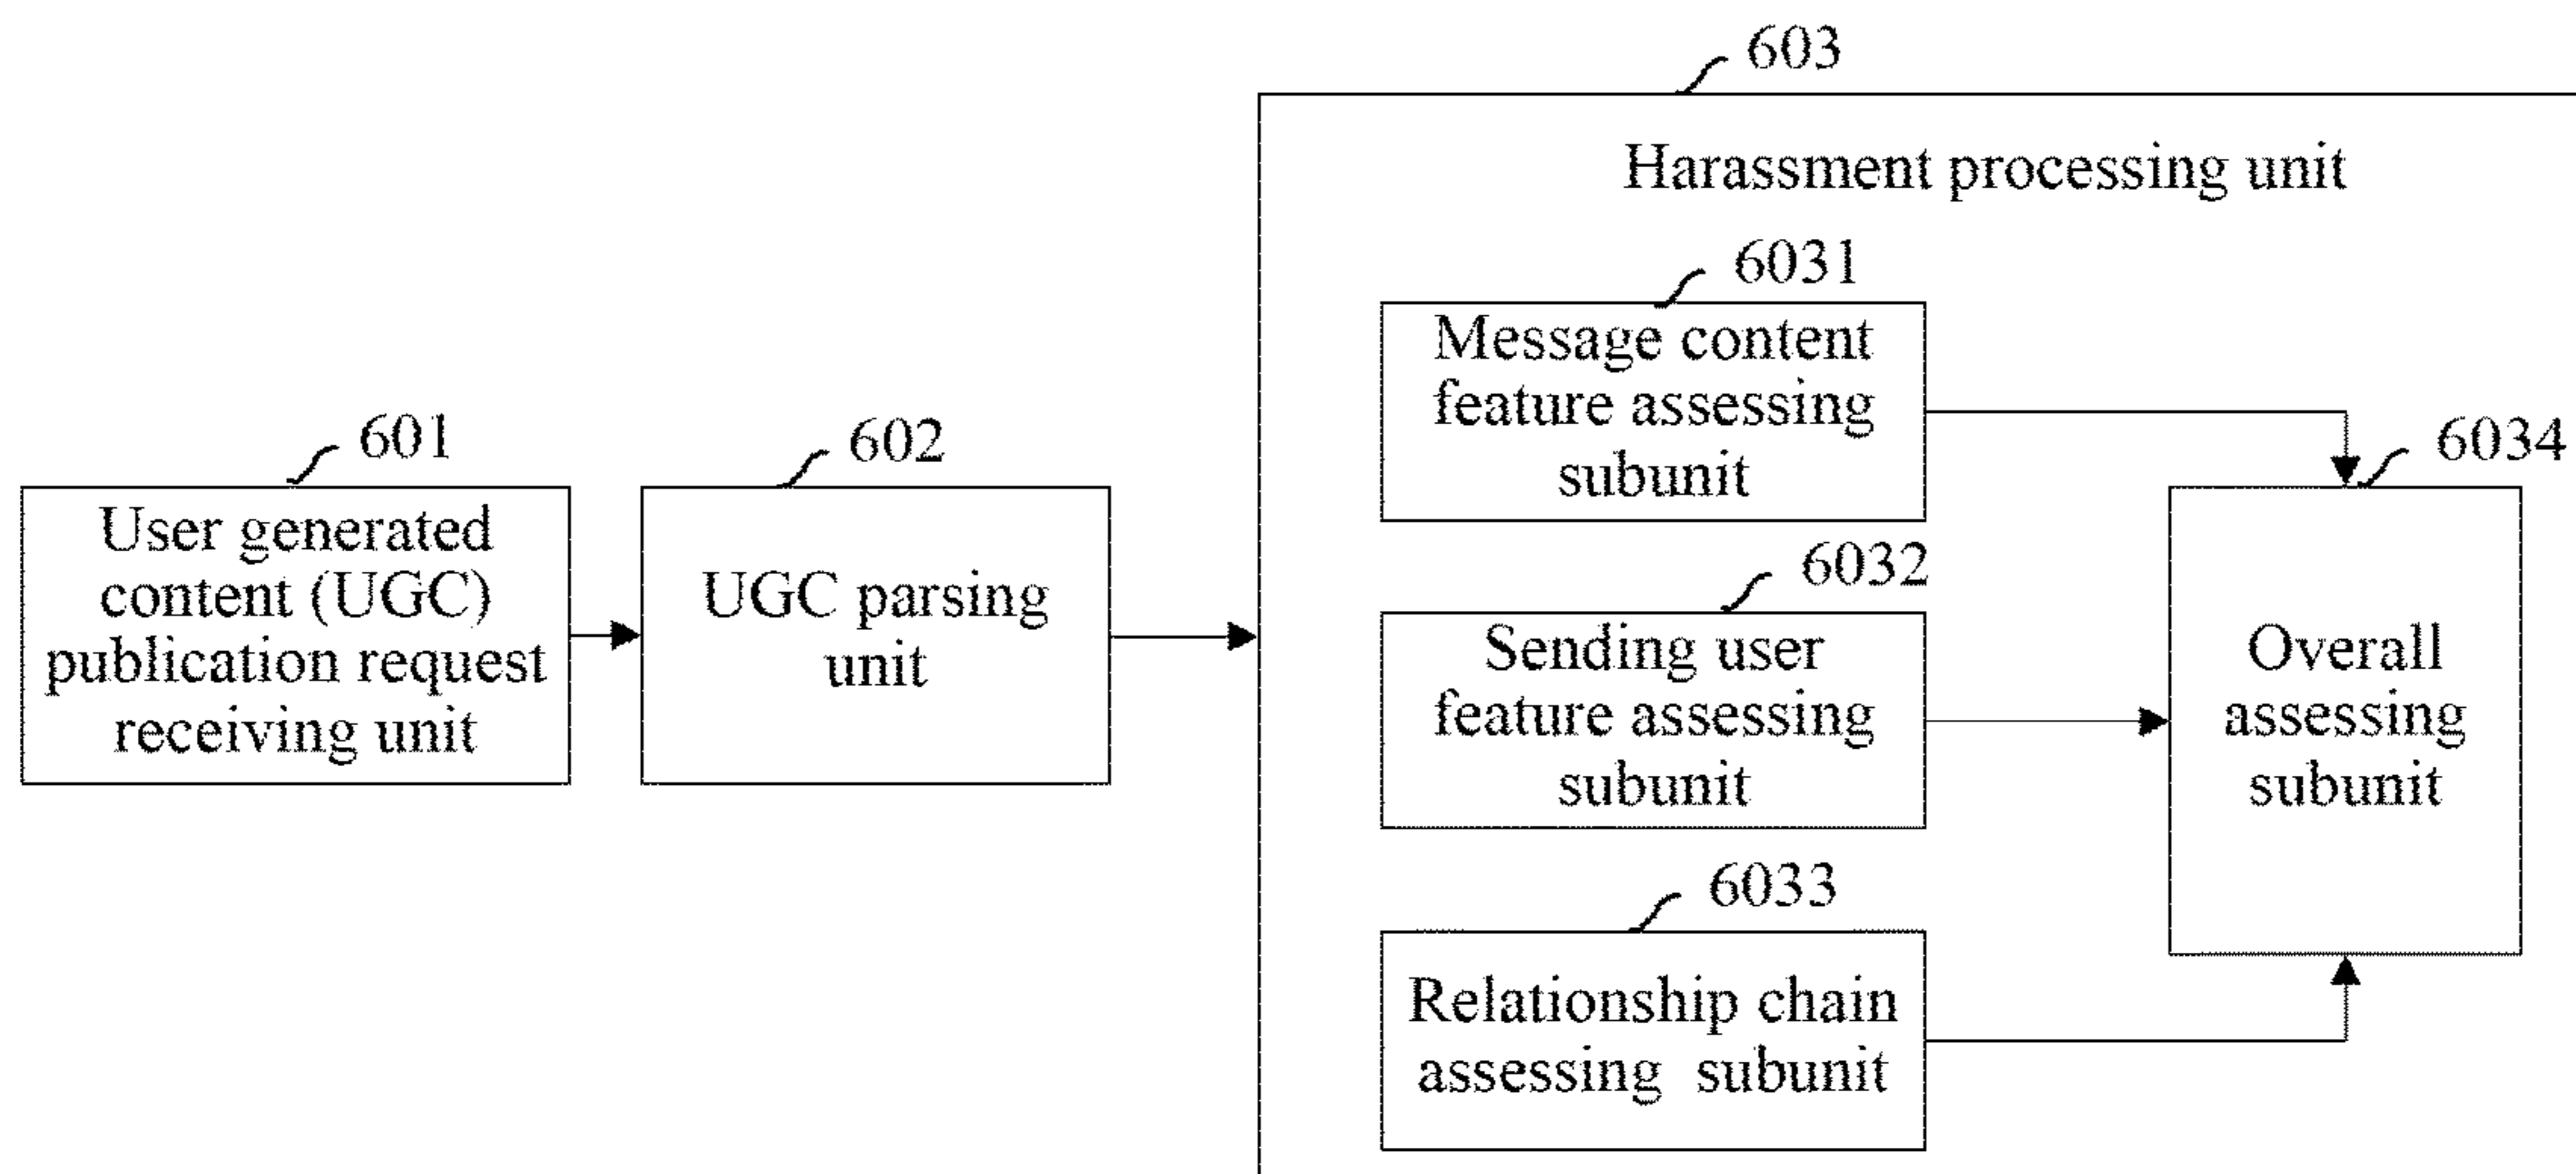 603
Harassment processing unit
6031
Message content
feature assessing
subunit
601
User generated
content (UGC)
publication request
receiving unit
602
UGC parsing
unit
6032
Sending user
feature assessing
subunit
6034
Overall
assessing
subunit
6033
Relationship chain
assessing subunit